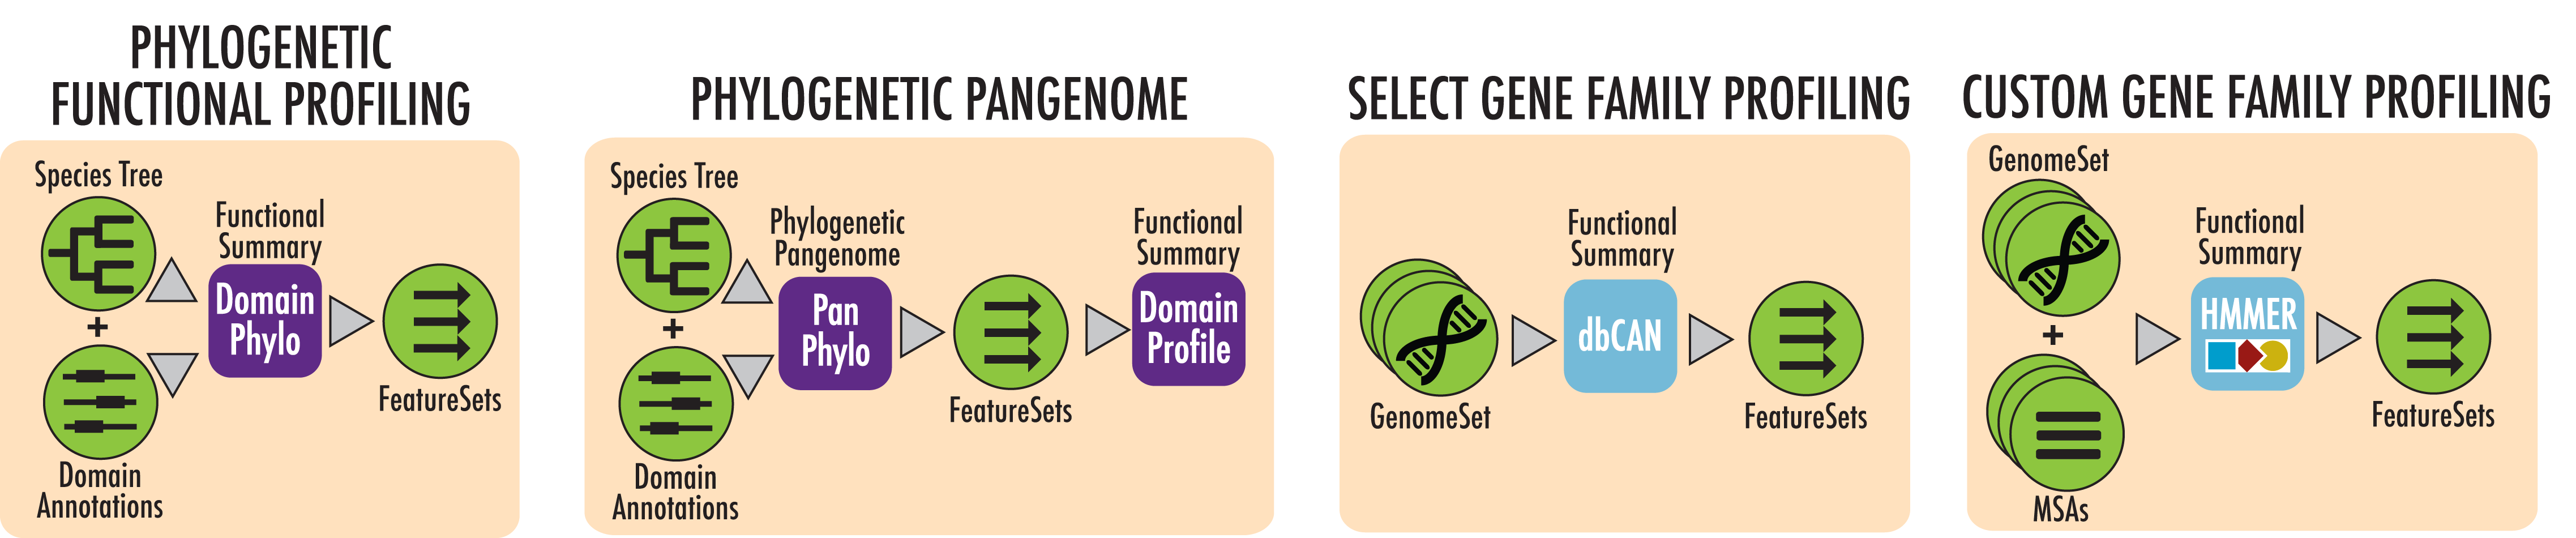 PHYLOGENETIC
FUNCTIONAL PROFILING
Species Tree
+
Domain
Annotations
Functional
Summary
Domain
Phylo
FeatureSets
PHYLOGENETIC PANGENOME
Species Tree
+
Domain
Annotations
Phylogenetic
Pangenome
Pan
Phylo
FeatureSets
Functional
Summary
Domain
Profile
SELECT GENE FAMILY PROFILING
GenomeSet
Functional
Summary
dbCAN
FeatureSets
CUSTOM GENE FAMILY PROFILING
GenomeSet
+
MSAs
Functional
Summary
HMMER
FeatureSets